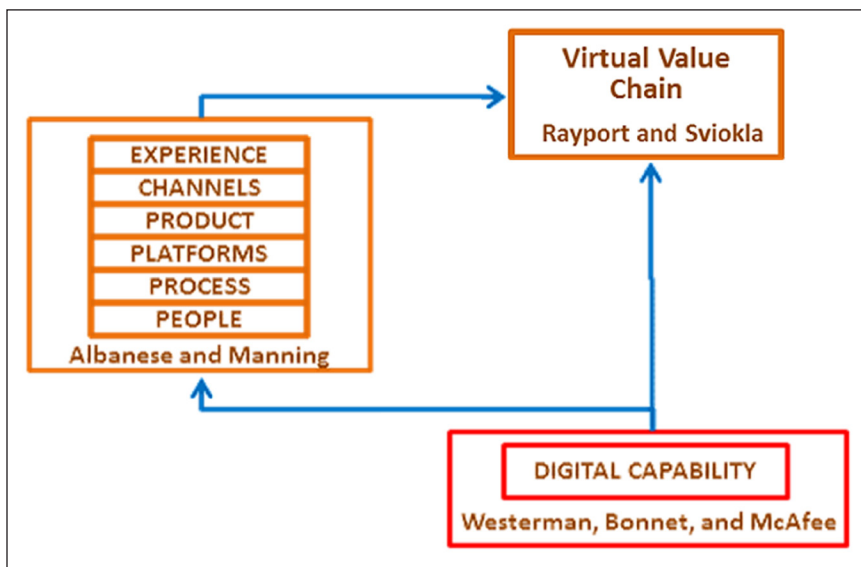 Virtual Value
Chain
Rayport and Sviokla
EXPERIENCE
CHANNELS
PRODUCT
PLATFORMS
PROCESS
PEOPLE
Albanese and Manning
DIGITAL CAPABILITY
Westerman, Bonnet, and McAfee